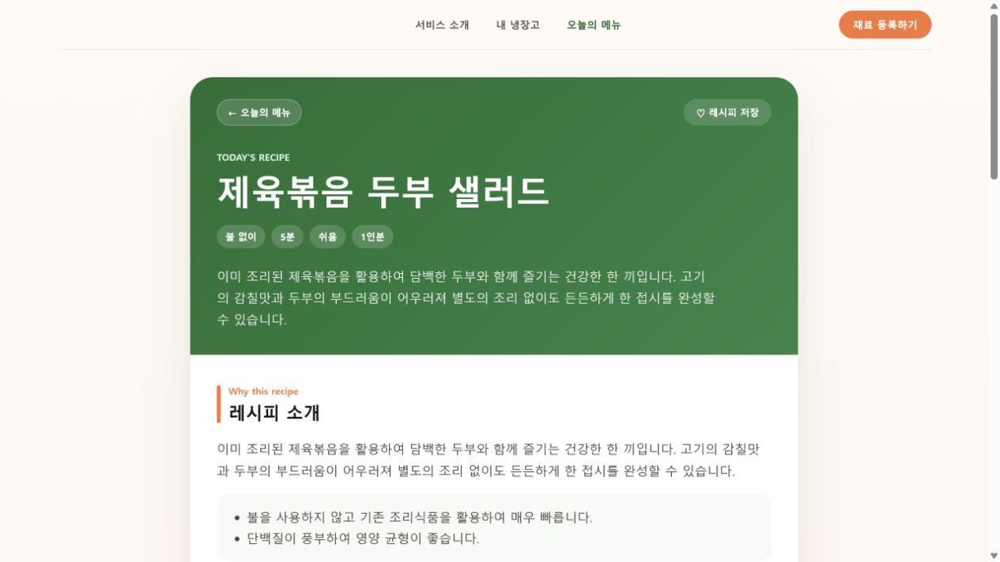 서비스 소개
내 냉장고
오늘의 메뉴
재료 등록하기
← 오늘의 메뉴
♡ 레시피 저장
TODAY'S RECIPE
제육볶음 두부 샐러드
불 없이
5분
쉬움
1인분
이미 조리된 제육볶음을 활용하여 담백한 두부와 함께 즐기는 건강한 한 끼입니다. 고기
의 감칠맛과 두부의 부드러움이 어우러져 별도의 조리 없이도 든든하게 한 접시를 완성할
수 있습니다.
Why this recipe
레시피 소개
이미 조리된 제육볶음을 활용하여 담백한 두부와 함께 즐기는 건강한 한 끼입니다. 고기의 감칠맛
과 두부의 부드러움이 어우러져 별도의 조리 없이도 든든하게 한 접시를 완성할 수 있습니다.
• 불을 사용하지 않고 기존 조리식품을 활용하여 매우 빠릅니다.
• 단백질이 풍부하여 영양 균형이 좋습니다.